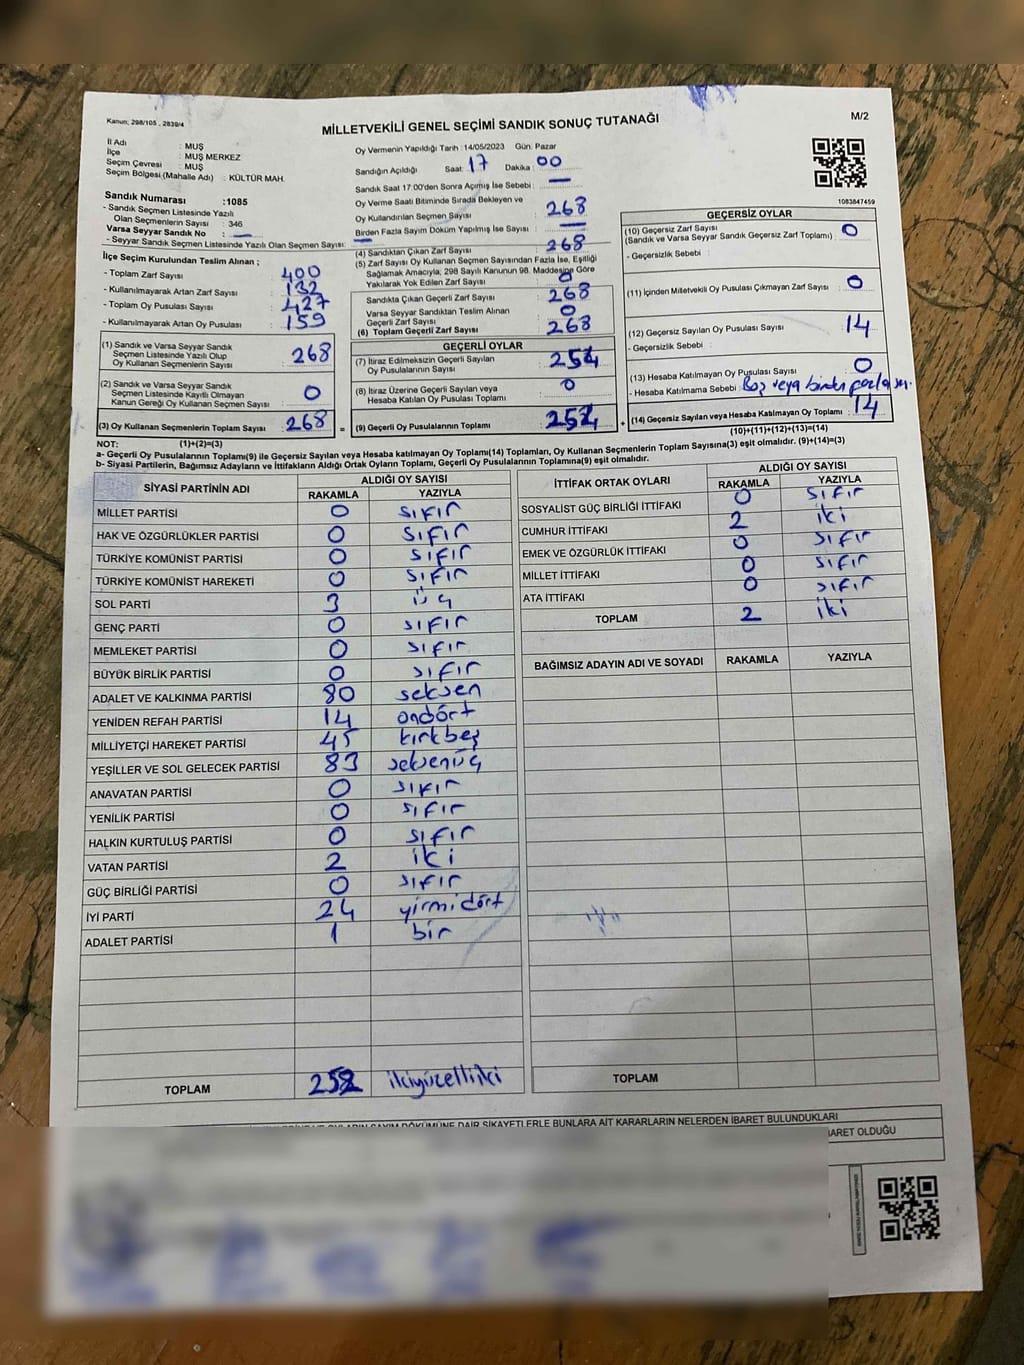 Kanun; 298/105 . 2839/4
MİLLETVEKİLİ GENEL SEÇİMİ SANDIK SONUÇ TUTANAĞI
M/2
İl Adı : MUŞ
İlçe : MUŞ MERKEZ
Seçim Çevresi : MUŞ
Seçim Bölgesi (Mahalle Adı) : KÜLTÜR MAH.
Sandık Numarası :1085
- Sandık Seçmen Listesinde Yazılı
Olan Seçmenlerin Sayısı : 346
Varsa Seyyar Sandık No : —
- Seyyar Sandık Seçmen Listesinde Yazılı Olan Seçmen Sayısı: —
İlçe Seçim Kurulundan Teslim Alınan ;
- Toplam Zarf Sayısı : 400
- Kullanılmayarak Artan Zarf Sayısı : 132
- Toplam Oy Pusulası Sayısı : 427
- Kullanılmayarak Artan Oy Pusulası : 159
(1) Sandık ve Varsa Seyyar Sandık
Seçmen Listesinde Yazılı Olup
Oy Kullanan Seçmenlerin Sayısı : 268
(2) Sandık ve Varsa Seyyar Sandık
Seçmen Listesinde Kayıtlı Olmayan
Kanun Gereği Oy Kullanan Seçmen Sayısı : 0
(3) Oy Kullanan Seçmenlerin Toplam Sayısı : 268
(1)+(2)=(3)
Oy Vermenin Yapıldığı Tarih :14/05/2023 Gün: Pazar
Sandığın Açıldığı Saat: 17 Dakika : 00
Sandık Saat 17:00'den Sonra Açımış İse Sebebi : —
Oy Verme Saati Bitiminde Sırada Bekleyen ve
Oy Kullandırılan Seçmen Sayısı : 268
Birden Fazla Sayım Döküm Yapılmış İse Sayısı : —
(4) Sandıktan Çıkan Zarf Sayısı : 268
(5) Zarf Sayısı Oy Kullanan Seçmen Sayısından Fazla İse, Eşitliği
Sağlamak Amacıyla; 298 Sayılı Kanunun 98. Maddesine Göre
Yakılarak Yok Edilen Zarf Sayısı : 0
Sandıkta Çıkan Geçerli Zarf Sayısı : 268
Varsa Seyyar Sandıktan Teslim Alınan
Geçerli Zarf Sayısı : 0
(6) Toplam Geçerli Zarf Sayısı : 268
GEÇERLİ OYLAR
(7) İtiraz Edilmeksizin Geçerli Sayılan
Oy Pusulalarının Sayısı :
(8) İtiraz Üzerine Geçerli Sayılan veya
Hesaba Katılan Oy Pusulası Toplamı : 0
= (9) Geçerli Oy Pusulalarının Toplamı :
1083847459
GEÇERSİZ OYLAR
(10) Geçersiz Zarf Sayısı
(Sandık ve Varsa Seyyar Sandık Geçersiz Zarf Toplamı) : 0
- Geçersizlik Sebebi :
(11) İçinden Milletvekili Oy Pusulası Çıkmayan Zarf Sayısı : 0
(12) Geçersiz Sayılan Oy Pusulası Sayısı : 14
- Geçersizlik Sebebi :
(13) Hesaba Katılmayan Oy Pusulası Sayısı : 0
- Hesaba Katılmama Sebebi : Boş veya birden fazla
+ (14) Geçersiz Sayılan veya Hesaba Katılmayan Oy Toplamı : 14
(10)+(11)+(12)+(13)=(14)
NOT:
a- Geçerli Oy Pusulalarının Toplamı(9) ile Geçersiz Sayılan veya Hesaba katılmayan Oy Toplamı(14) Toplamları, Oy Kullanan Seçmenlerin Toplam Sayısına(3) eşit olmalıdır. (9)+(14)=(3)
b- Siyasi Partilerin, Bağımsız Adayların ve İttifakların Aldığı Ortak Oyların Toplamı, Geçerli Oy Pusulalarının Toplamına(9) eşit olmalıdır.
SİYASİ PARTİNİN ADI ALDIĞI OY SAYISI
RAKAMLA YAZIYLA
MİLLET PARTİSİ 0 sıfır
HAK VE ÖZGÜRLÜKLER PARTİSİ 0 sıfır
TÜRKİYE KOMÜNİST PARTİSİ 0 sıfır
TÜRKİYE KOMÜNİST HAREKETİ 0 sıfır
SOL PARTİ 3 üç
GENÇ PARTİ 0 sıfır
MEMLEKET PARTİSİ 0 sıfır
BÜYÜK BİRLİK PARTİSİ 0 sıfır
ADALET VE KALKINMA PARTİSİ 80 seksen
YENİDEN REFAH PARTİSİ 14 ondört
MİLLİYETÇİ HAREKET PARTİSİ 45 kırkbeş
YEŞİLLER VE SOL GELECEK PARTİSİ 83 seksenüç
ANAVATAN PARTİSİ 0 sıfır
YENİLİK PARTİSİ 0 sıfır
HALKIN KURTULUŞ PARTİSİ 0 sıfır
VATAN PARTİSİ 2 iki
GÜÇ BİRLİĞİ PARTİSİ 0 sıfır
İYİ PARTİ 24 yirmidört
ADALET PARTİSİ 1 bir
TOPLAM 252 ikiyüzelliiki
İTTİFAK ORTAK OYLARI ALDIĞI OY SAYISI
RAKAMLA YAZIYLA
SOSYALİST GÜÇ BİRLİĞİ İTTİFAKI 0 sıfır
CUMHUR İTTİFAKI 2 iki
EMEK VE ÖZGÜRLÜK İTTİFAKI 0 sıfır
MİLLET İTTİFAKI 0 sıfır
ATA İTTİFAKI 0 sıfır
TOPLAM 2 iki
BAĞIMSIZ ADAYIN ADI VE SOYADI RAKAMLA YAZIYLA
TOPLAM
DÖKÜMÜNE DAİR ŞİKAYETLERLE BUNLARA AİT KARARLARIN NELERDEN İBARET BULUNDUKLARI
OLDUĞU